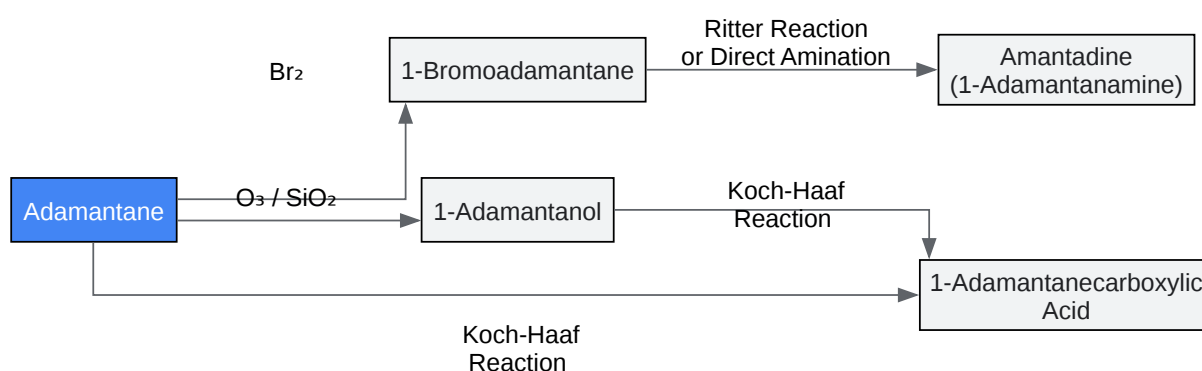 Ritter Reaction
or Direct Amination
Br₂
1-Bromoadamantane
Amantadine
(1-Adamantanamine)
Adamantane
O₃ / SiO₂
1-Adamantanol
Koch-Haaf
Reaction
1-Adamantanecarboxylic
Acid
Koch-Haaf
Reaction